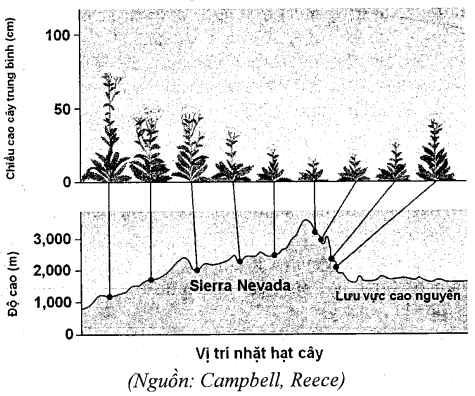 Chiều cao cây trung bình (cm)
100
50
0
Độ cao (m)
3,000
2,000
1,000
0
Sierra Nevada
Lưu vực cao nguyên
Vị trí nhặt hạt cây
(Nguồn: Campbell, Reece)